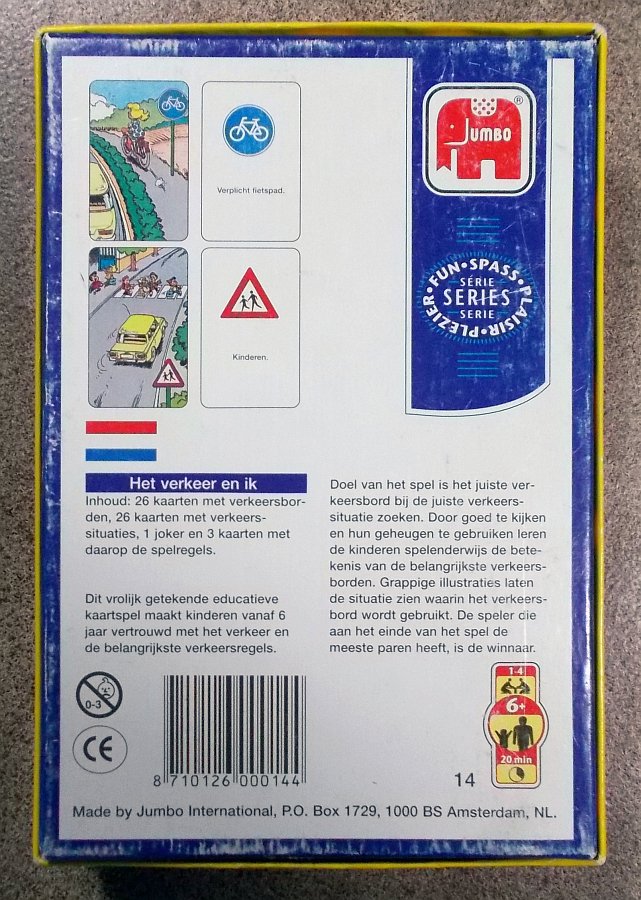 Verplicht fietspad.
Kinderen.
JUMBO
®
FUN • SPASS • PLAISIR • PLEZIER •
SÉRIE
SERIES
SERIE
Het verkeer en ik
Inhoud: 26 kaarten met verkeersbor-
den, 26 kaarten met verkeers-
situaties, 1 joker en 3 kaarten met
daarop de spelregels.
Dit vrolijk getekende educatieve
kaartspel maakt kinderen vanaf 6
jaar vertrouwd met het verkeer en
de belangrijkste verkeersregels.
Doel van het spel is het juiste ver-
keersbord bij de juiste verkeers-
situatie zoeken. Door goed te kijken
en hun geheugen te gebruiken leren
de kinderen spelenderwijs de bete-
kenis van de belangrijkste verkeers-
borden. Grappige illustraties laten
de situatie zien waarin het verkeers-
bord wordt gebruikt. De speler die
aan het einde van het spel de
meeste paren heeft, is de winnaar.
0-3
CE
8 710126 000144
14
1-4
6+
20 min
Made by Jumbo International, P.O. Box 1729, 1000 BS Amsterdam, NL.